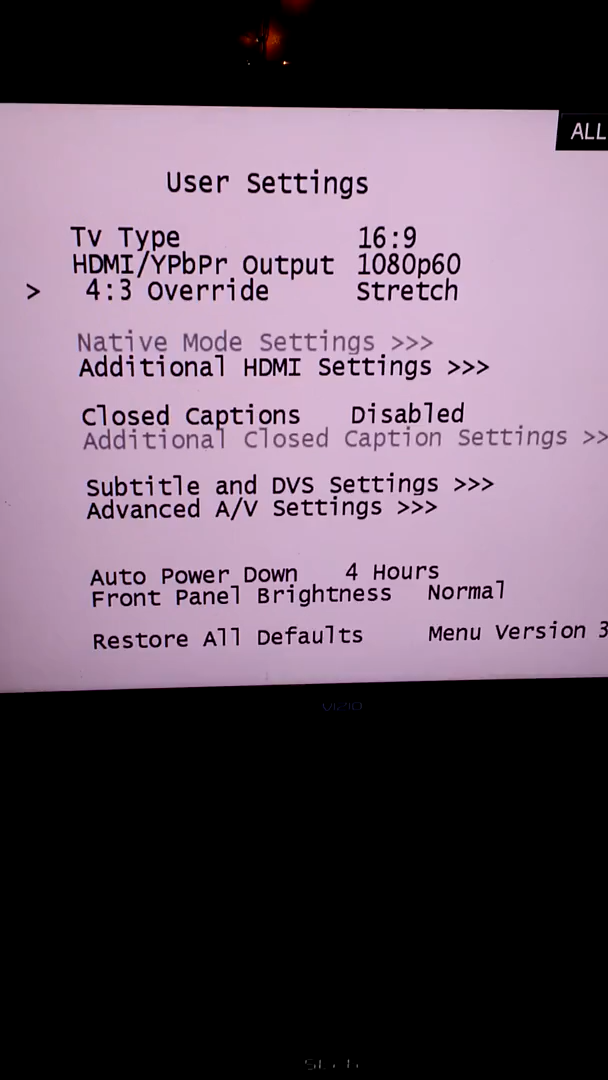 ALL
User Settings
Tv Type 16:9
HDMI/YPbPr Output 1080p60
> 4:3 Override Stretch
Native Mode Settings >>>
Additional HDMI Settings >>>
Closed Captions Disabled
Additional Closed Caption Settings >>
Subtitle and DVS Settings >>>
Advanced A/V Settings >>>
Auto Power Down 4 Hours
Front Panel Brightness Normal
Restore All Defaults Menu Version 3
VIZIO